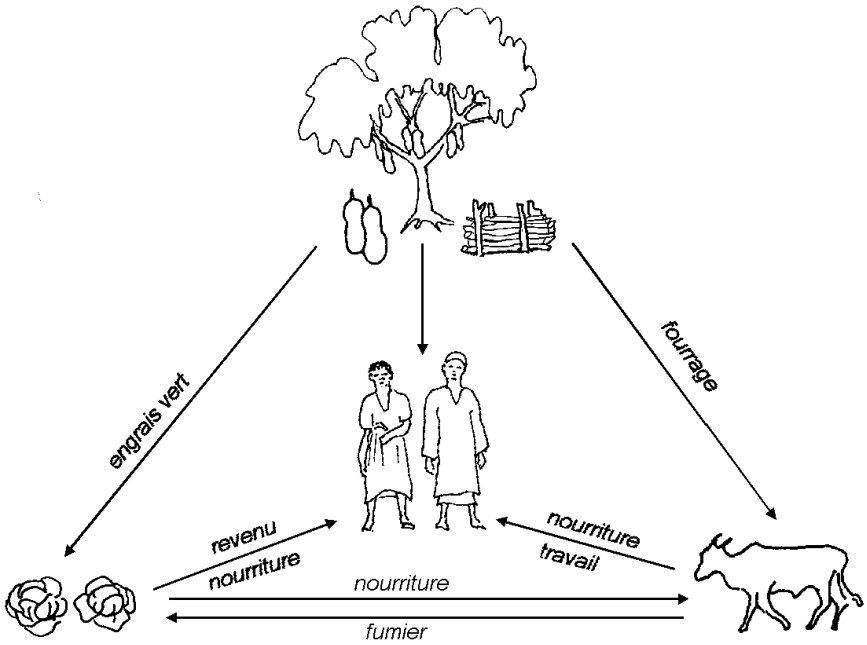 fourrage
engrais vert
revenu
nourriture
nourriture
travail
nourriture
fumier